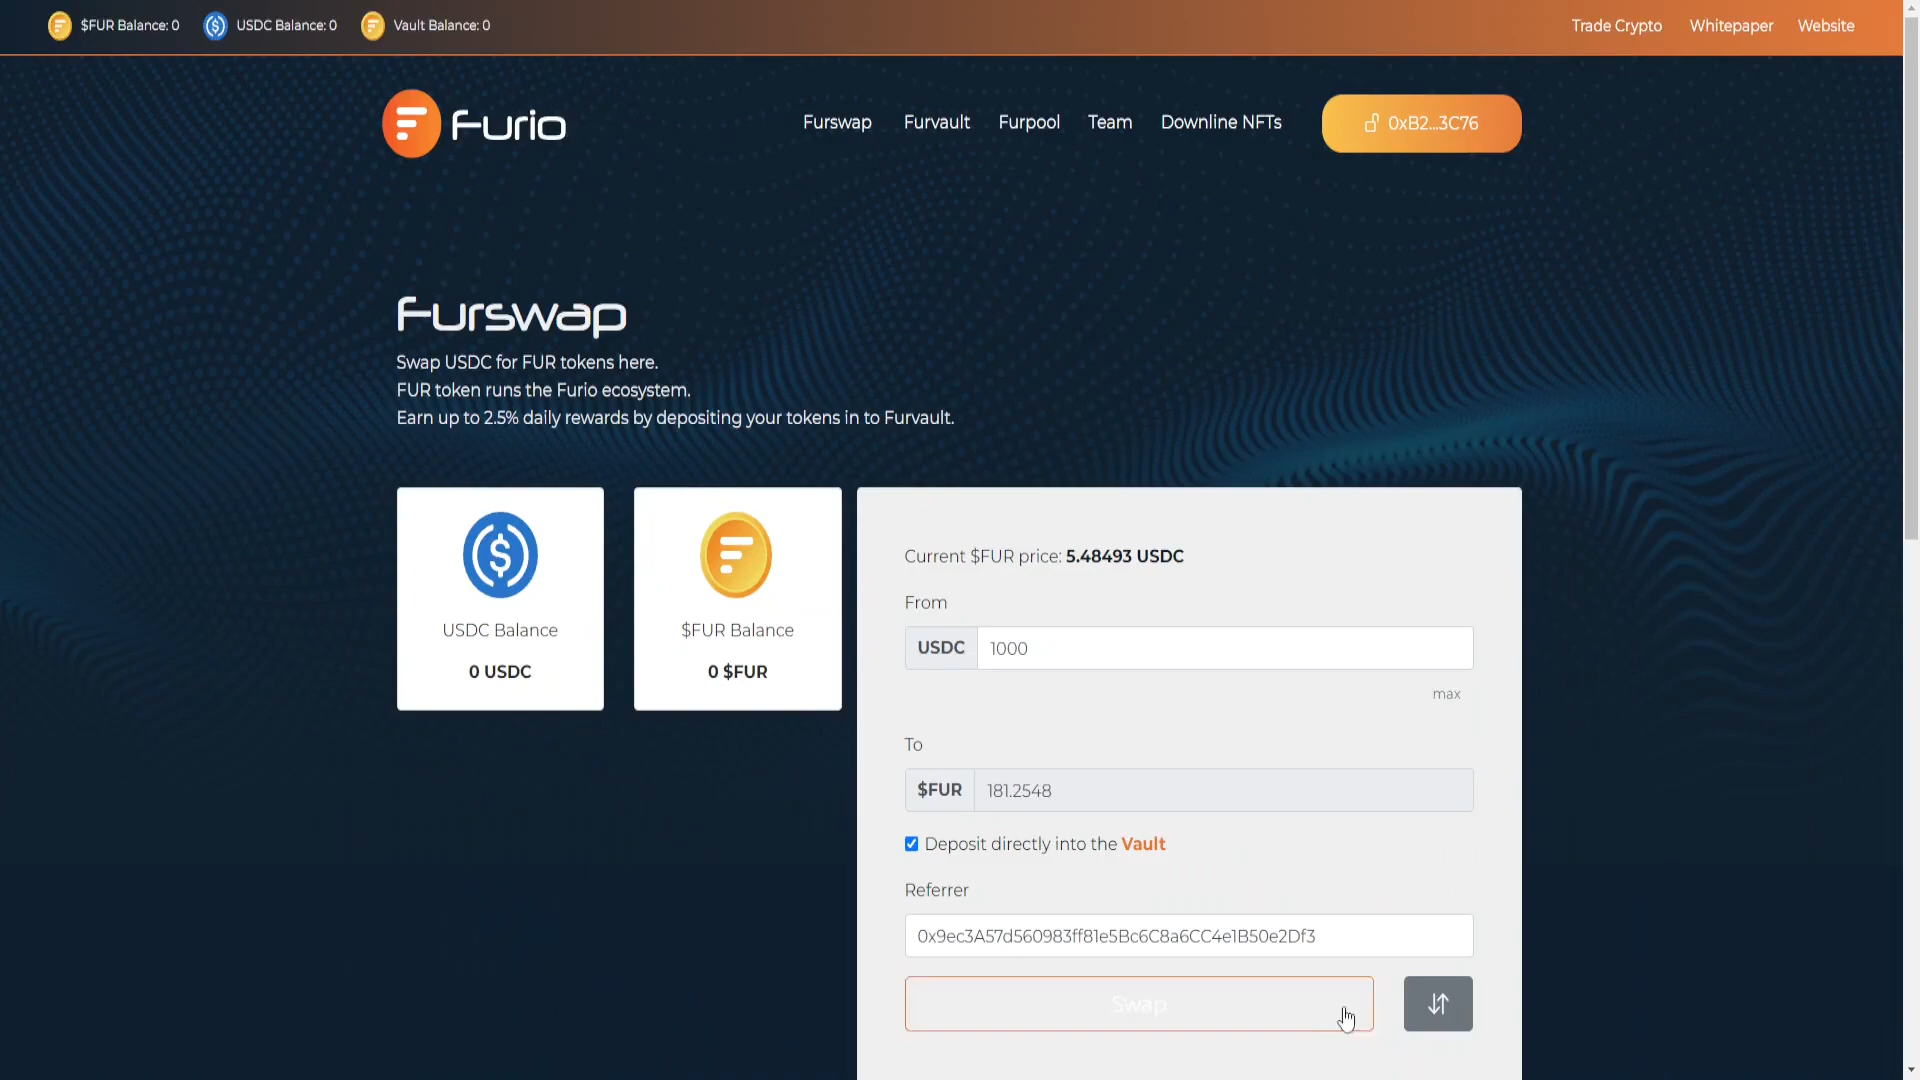 $FUR Balance: 0 USDC Balance: 0 Vault Balance: 0 Trade Crypto Whitepaper Website
Furio Furswap Furvault Furpool Team Downline NFTs 0xB2...3C76
Furswap
Swap USDC for FUR tokens here.
FUR token runs the Furio ecosystem.
Earn up to 2.5% daily rewards by depositing your tokens in to Furvault.
USDC Balance
0 USDC
$FUR Balance
0 $FUR
Current $FUR price: 5.48493 USDC
From
USDC 1000
max
To
$FUR 181.2548
Deposit directly into the Vault
Referrer
0x9ec3A57d560983ff81e5Bc6C8a6CC4e1B50e2Df3
Swap